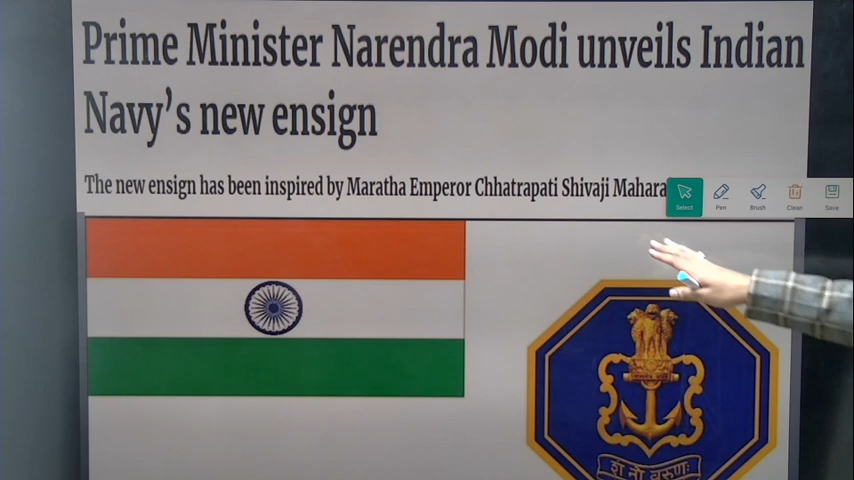 Prime Minister Narendra Modi unveils Indian
Navy's new ensign
The new ensign has been inspired by Maratha Emperor Chhatrapati Shivaji
Select Pen Brush Clean Save
शं नो वरुणः